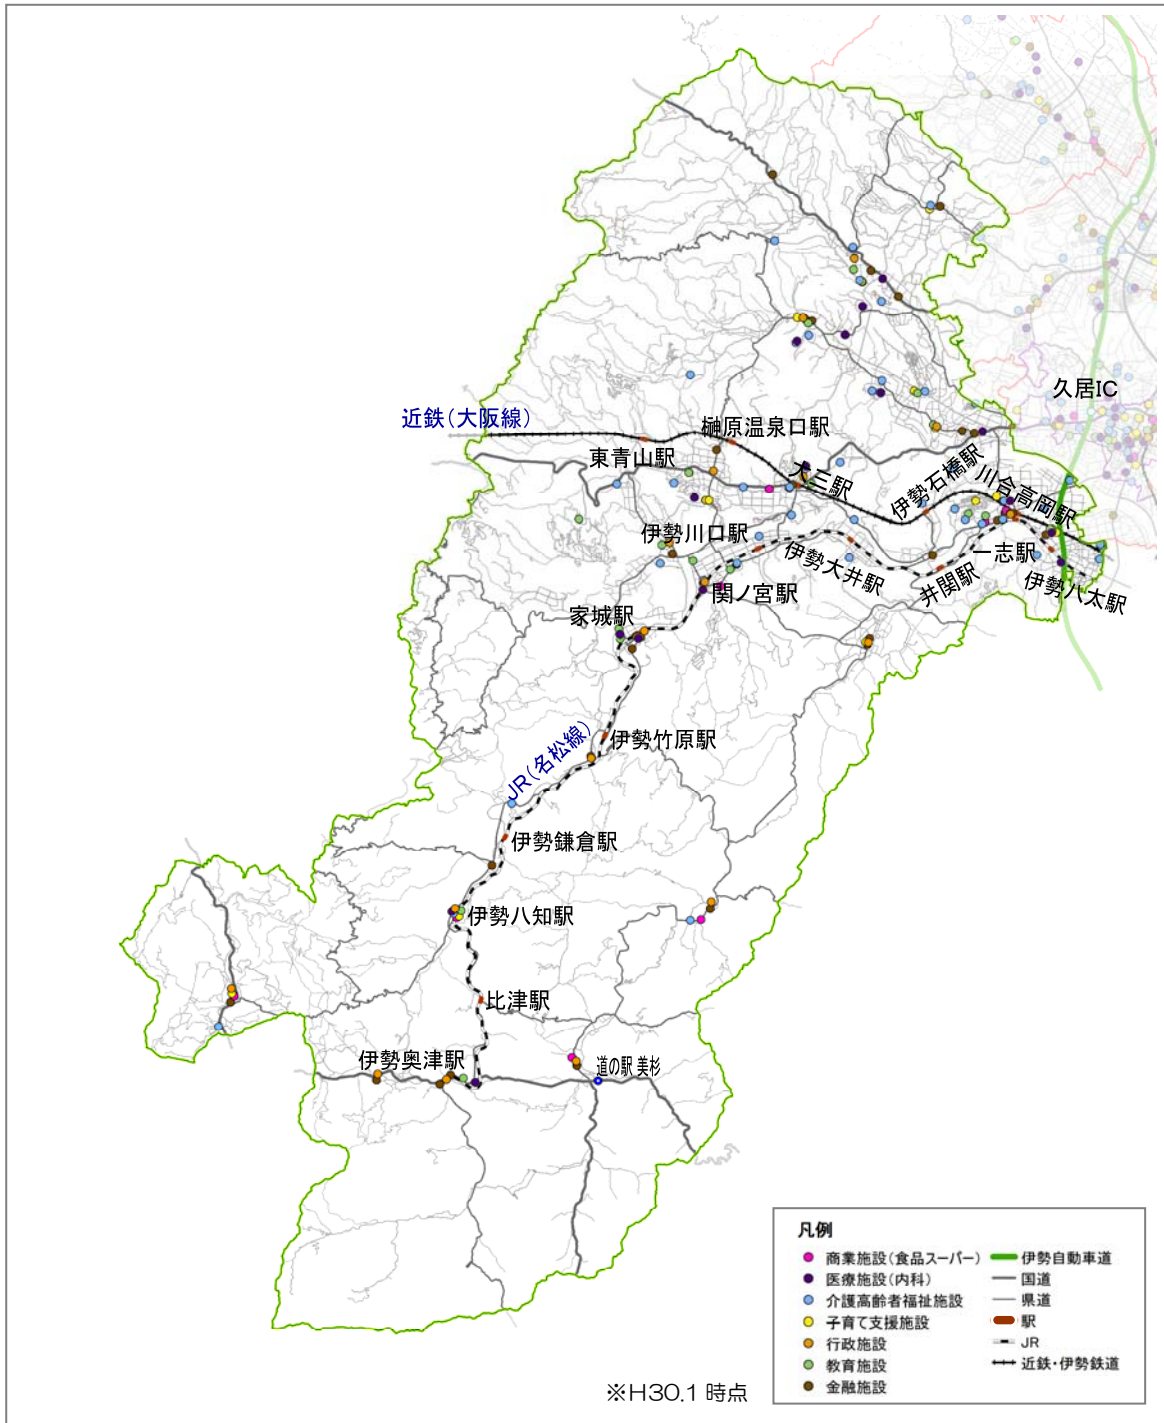 久居IC
近鉄(大阪線)
榊原温泉口駅
東青山駅
大三駅
伊勢石橋駅
川合高岡駅
伊勢川口駅
伊勢大井駅
一志駅
井関駅
伊勢八太駅
関ノ宮駅
家城駅
伊勢竹原駅
JR(名松線)
伊勢鎌倉駅
伊勢八知駅
比津駅
伊勢奥津駅
道の駅 美杉
凡例
商業施設(食品スーパー)
医療施設(内科)
介護高齢者福祉施設
子育て支援施設
行政施設
教育施設
金融施設
伊勢自動車道
国道
県道
駅
JR
近鉄・伊勢鉄道
※H30.1 時点